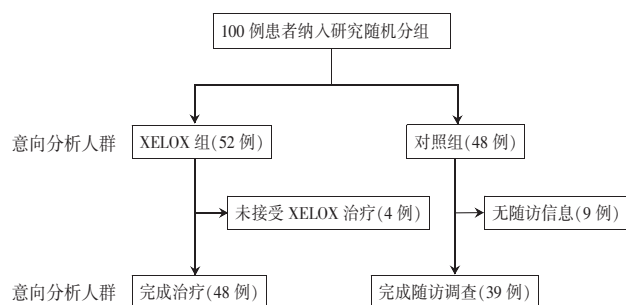 100 例患者纳入研究随机分组
意向分析人群 XELOX 组(52 例) 对照组(48 例)
未接受 XELOX 治疗(4 例) 无随访信息(9 例)
意向分析人群 完成治疗(48 例) 完成随访调查(39 例)